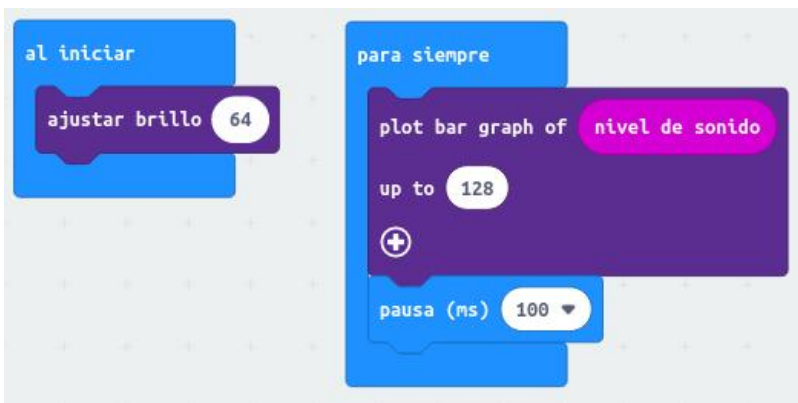 al iniciar
ajustar brillo 64
para siempre
plot bar graph of nivel de sonido
up to 128
pausa (ms) 100